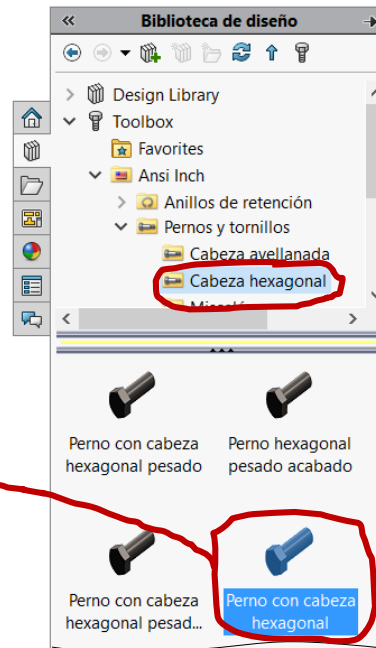 Biblioteca de diseño
Design Library
Toolbox
Favorites
Ansi Inch
Anillos de retención
Pernos y tornillos
Cabeza avellanada
Cabeza hexagonal
Perno con cabeza
hexagonal pesado
Perno hexagonal
pesado acabado
Perno con cabeza
hexagonal pesad...
Perno con cabeza
hexagonal